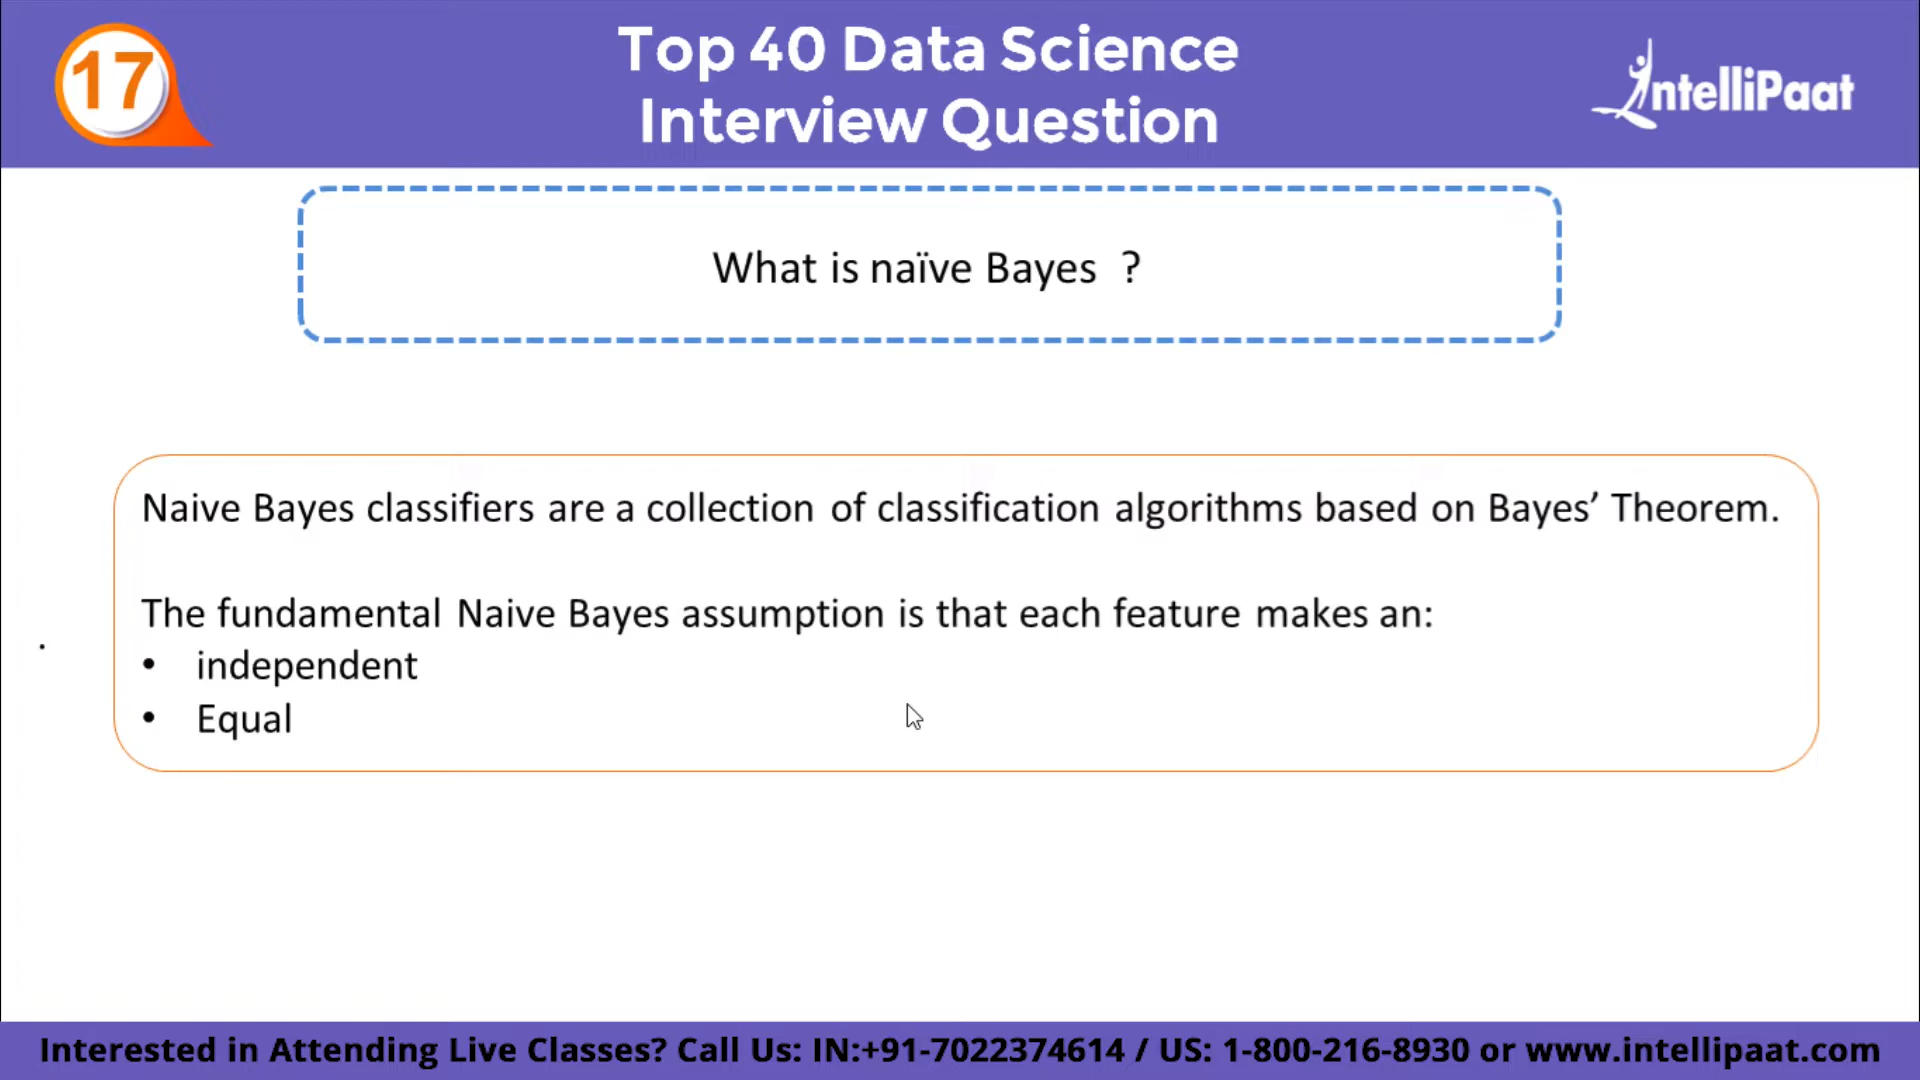 17
Top 40 Data Science
Interview Question
IntelliPaat
What is naïve Bayes ?
Naive Bayes classifiers are a collection of classification algorithms based on Bayes’ Theorem.
The fundamental Naive Bayes assumption is that each feature makes an:
• independent
• Equal
.
Interested in Attending Live Classes? Call Us: IN:+91-7022374614 / US: 1-800-216-8930 or www.intellipaat.com